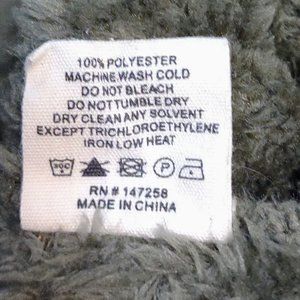 100% POLYESTER
MACHINE WASH COLD
DO NOT BLEACH
DO NOT TUMBLE DRY
DRY CLEAN ANY SOLVENT
EXCEPT TRICHLOROETHYLENE
IRON LOW HEAT
P
RN # 147258
MADE IN CHINA